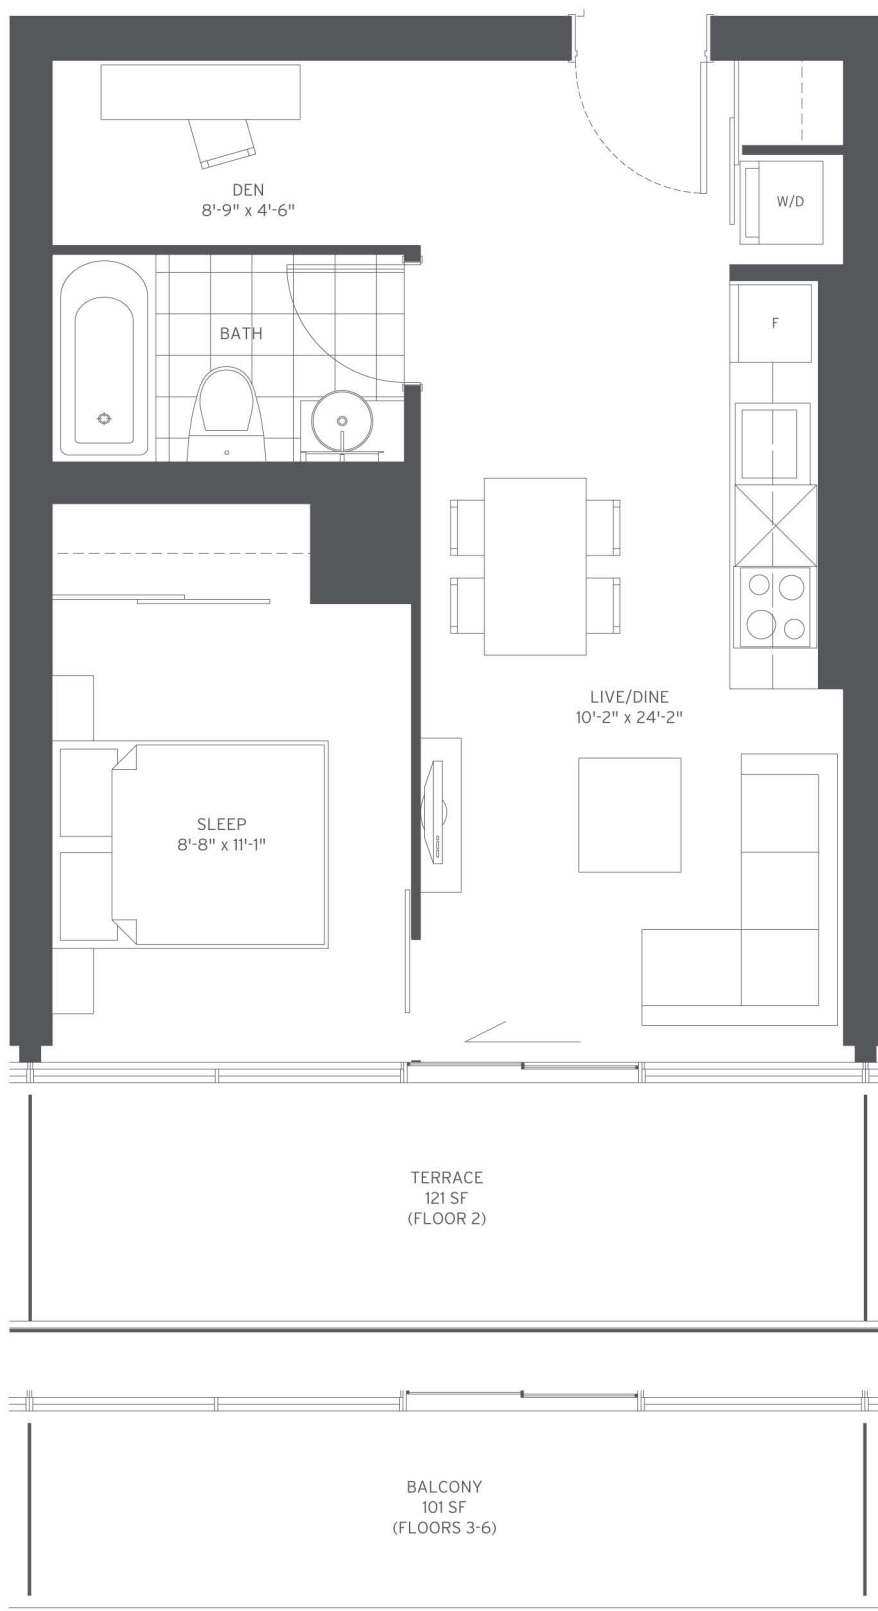 DEN
8'-9" x 4'-6"
W/D
BATH
F
LIVE/DINE
10'-2" x 24'-2"
SLEEP
8'-8" x 11'-1"
TERRACE
121 SF
(FLOOR 2)
BALCONY
101 SF
(FLOORS 3-6)